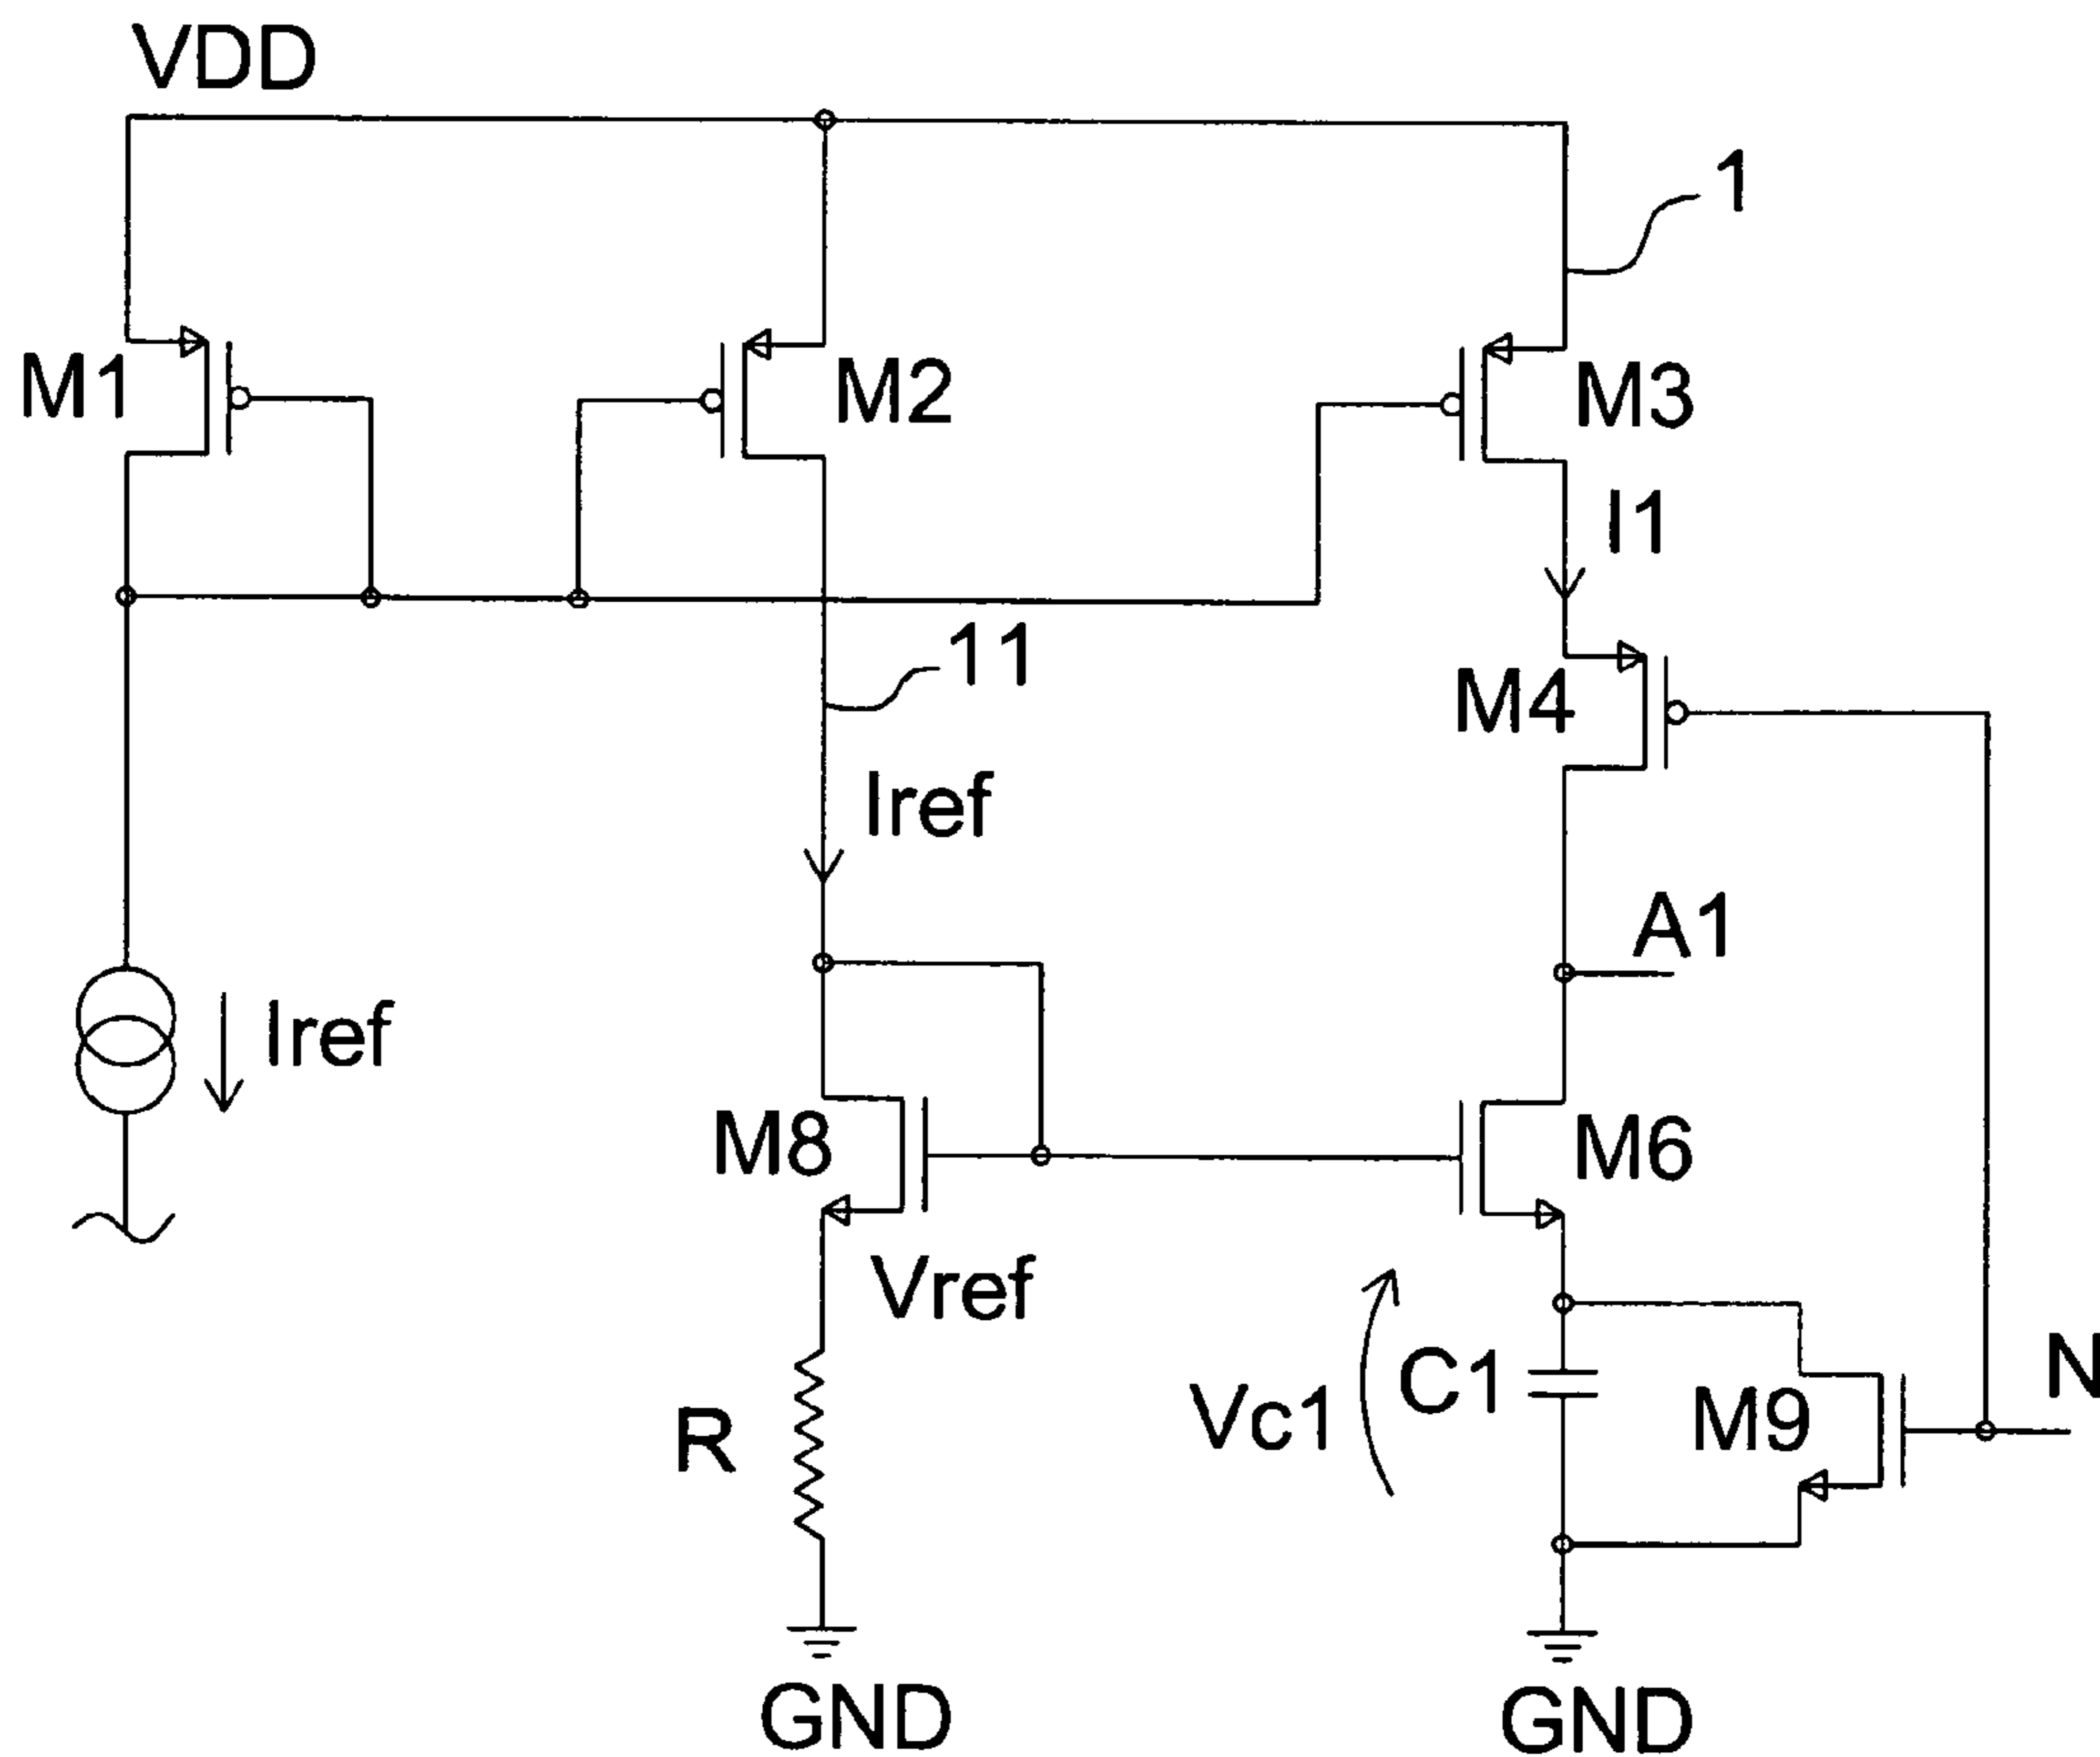 VDD
1
M1
M2
M3
I1
11
M4
Iref
A1
Iref
M8
M6
Vref
N
C1
Vc1
M9
R
GND
GND